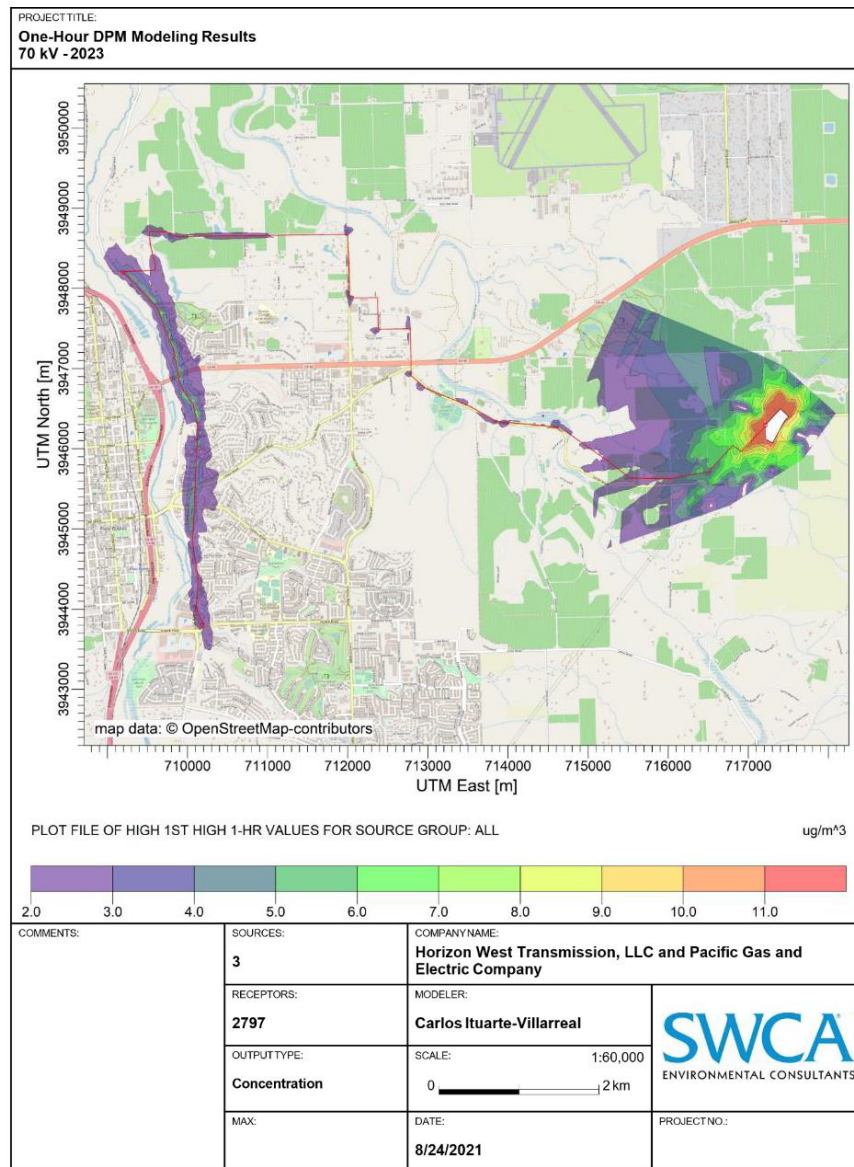 PROJECT TITLE:
One-Hour DPM Modeling Results
70 kV - 2023
UTM North [m]
3950000
3949000
3948000
3947000
3946000
3945000
3944000
3943000
map data: © OpenStreetMap-contributors
710000 711000 712000 713000 714000 715000 716000 717000
UTM East [m]
PLOT FILE OF HIGH 1ST HIGH 1-HR VALUES FOR SOURCE GROUP: ALL ug/m^3
2.0 3.0 4.0 5.0 6.0 7.0 8.0 9.0 10.0 11.0
COMMENTS:
SOURCES:
3
COMPANY NAME:
Horizon West Transmission, LLC and Pacific Gas and
Electric Company
RECEPTORS:
2797
MODELER:
Carlos Ituarte-Villarreal
OUTPUT TYPE:
Concentration
SCALE: 1:60,000
0 2 km
SWCA
ENVIRONMENTAL CONSULTANTS
MAX:
DATE:
8/24/2021
PROJECT NO.: